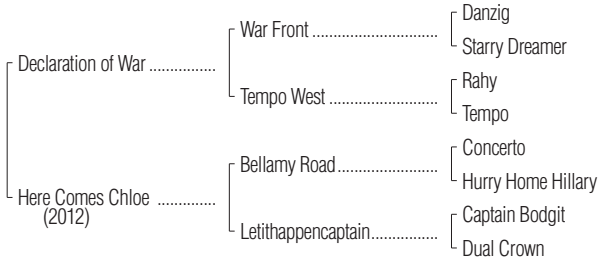 Danzig
War Front ....................................
Starry Dreamer
Declaration of War ................
Rahy
Tempo West ...............................
Tempo
Concerto
Bellamy Road.............................
Hurry Home Hillary
Here Comes Chloe ..............
(2012)
Captain Bodgit
Letithappencaptain...................
Dual Crown